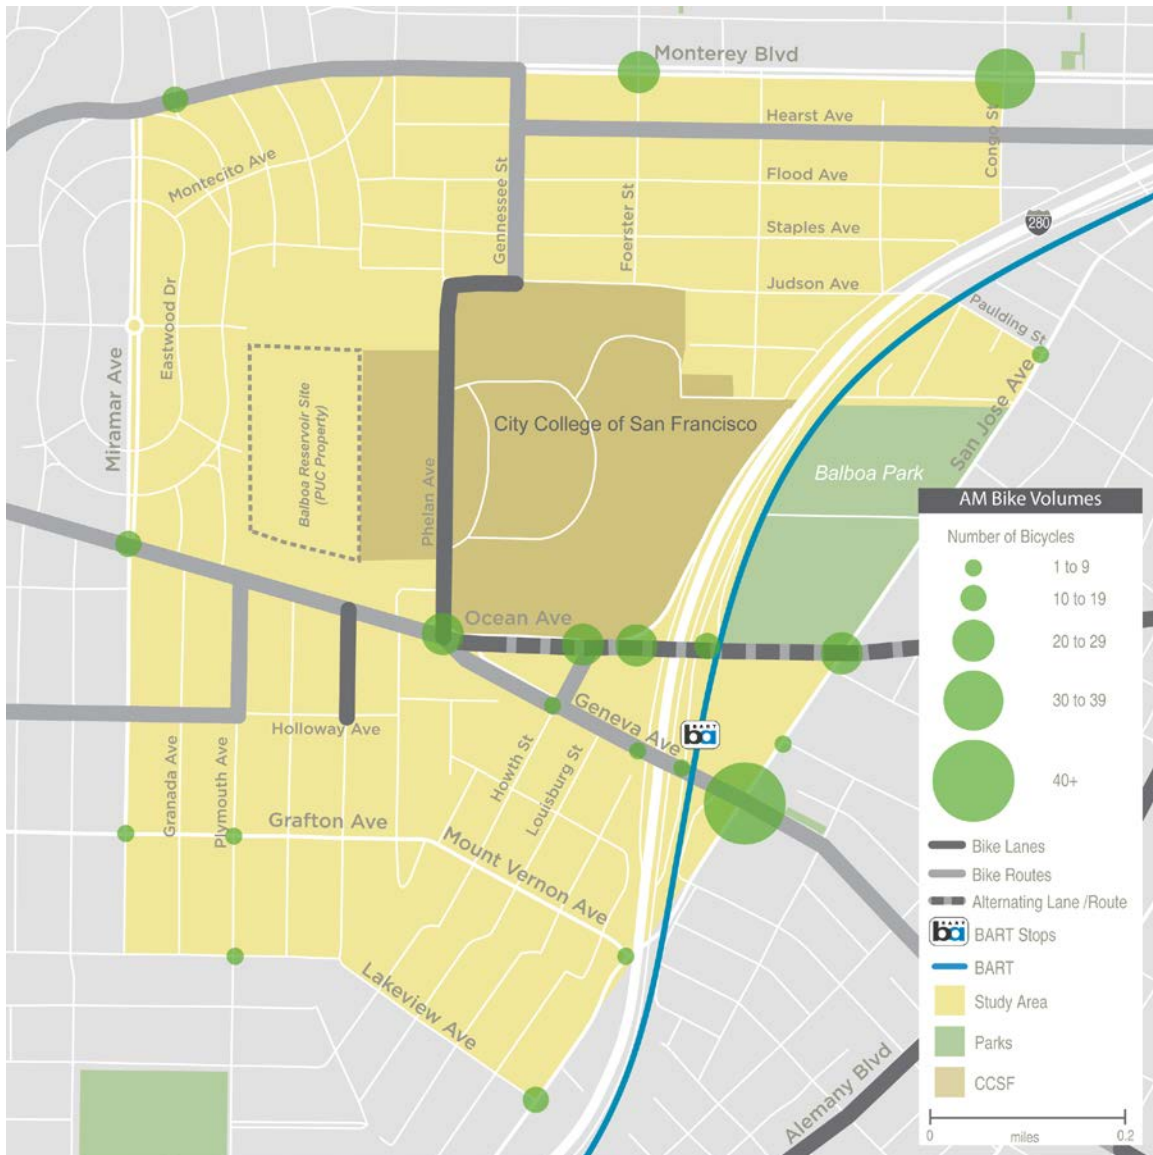 Monterey Blvd
Hearst Ave
Congo St
Montecito Ave
Gennessee St
Flood Ave
Foerster St
280
Staples Ave
Eastwood Dr
Judson Ave
Paulding St
Miramar Ave
Balboa Reservoir Site
(PUC Property)
City College of San Francisco
San Jose Ave
Balboa Park
Phelan Ave
Ocean Ave
Geneva Ave
ba
BART
Holloway Ave
Howth St
Louisburg St
Granada Ave
Plymouth Ave
Grafton Ave
Mount Vernon Ave
Lakeview Ave
Alemany Blvd
AM Bike Volumes
Number of Bicycles
1 to 9
10 to 19
20 to 29
30 to 39
40+
Bike Lanes
Bike Routes
Alternating Lane /Route
BART
ba
BART Stops
BART
Study Area
Parks
CCSF
0 0.2
miles